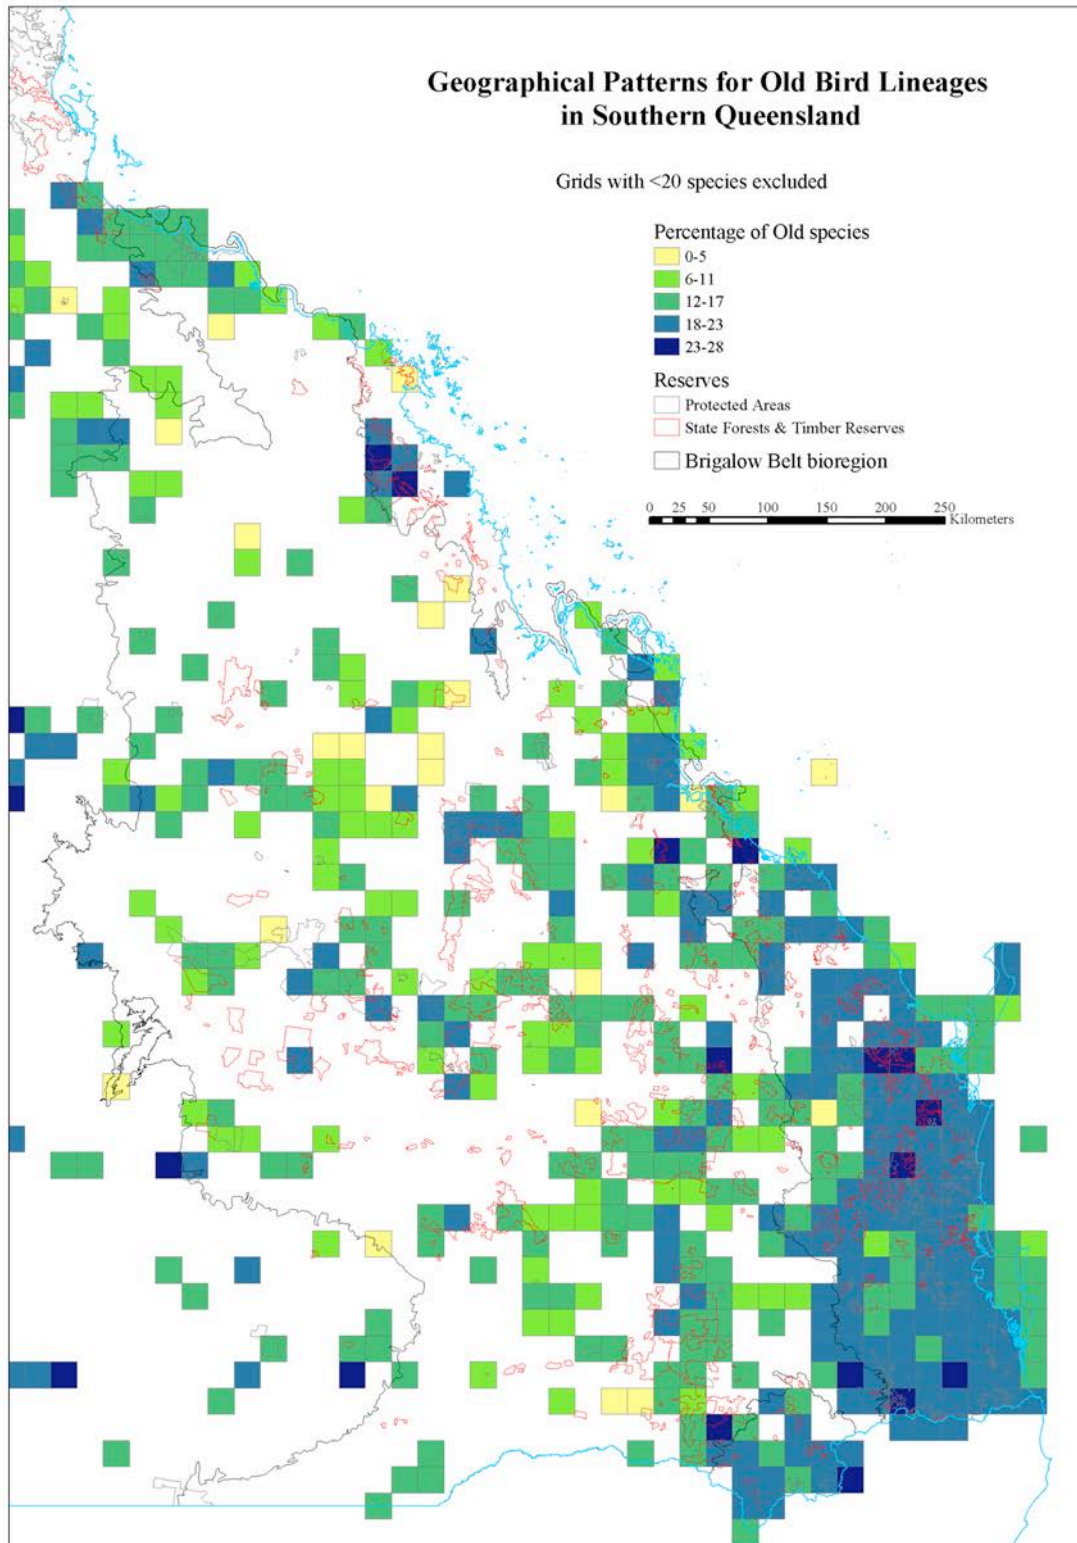 Geographical Patterns for Old Bird Lineages
in Southern Queensland
Grids with <20 species excluded
Percentage of Old species
0-5
6-11
12-17
18-23
23-28
Reserves
Protected Areas
State Forests & Timber Reserves
Brigalow Belt bioregion
0 25 50 100 150 200 250
Kilometers